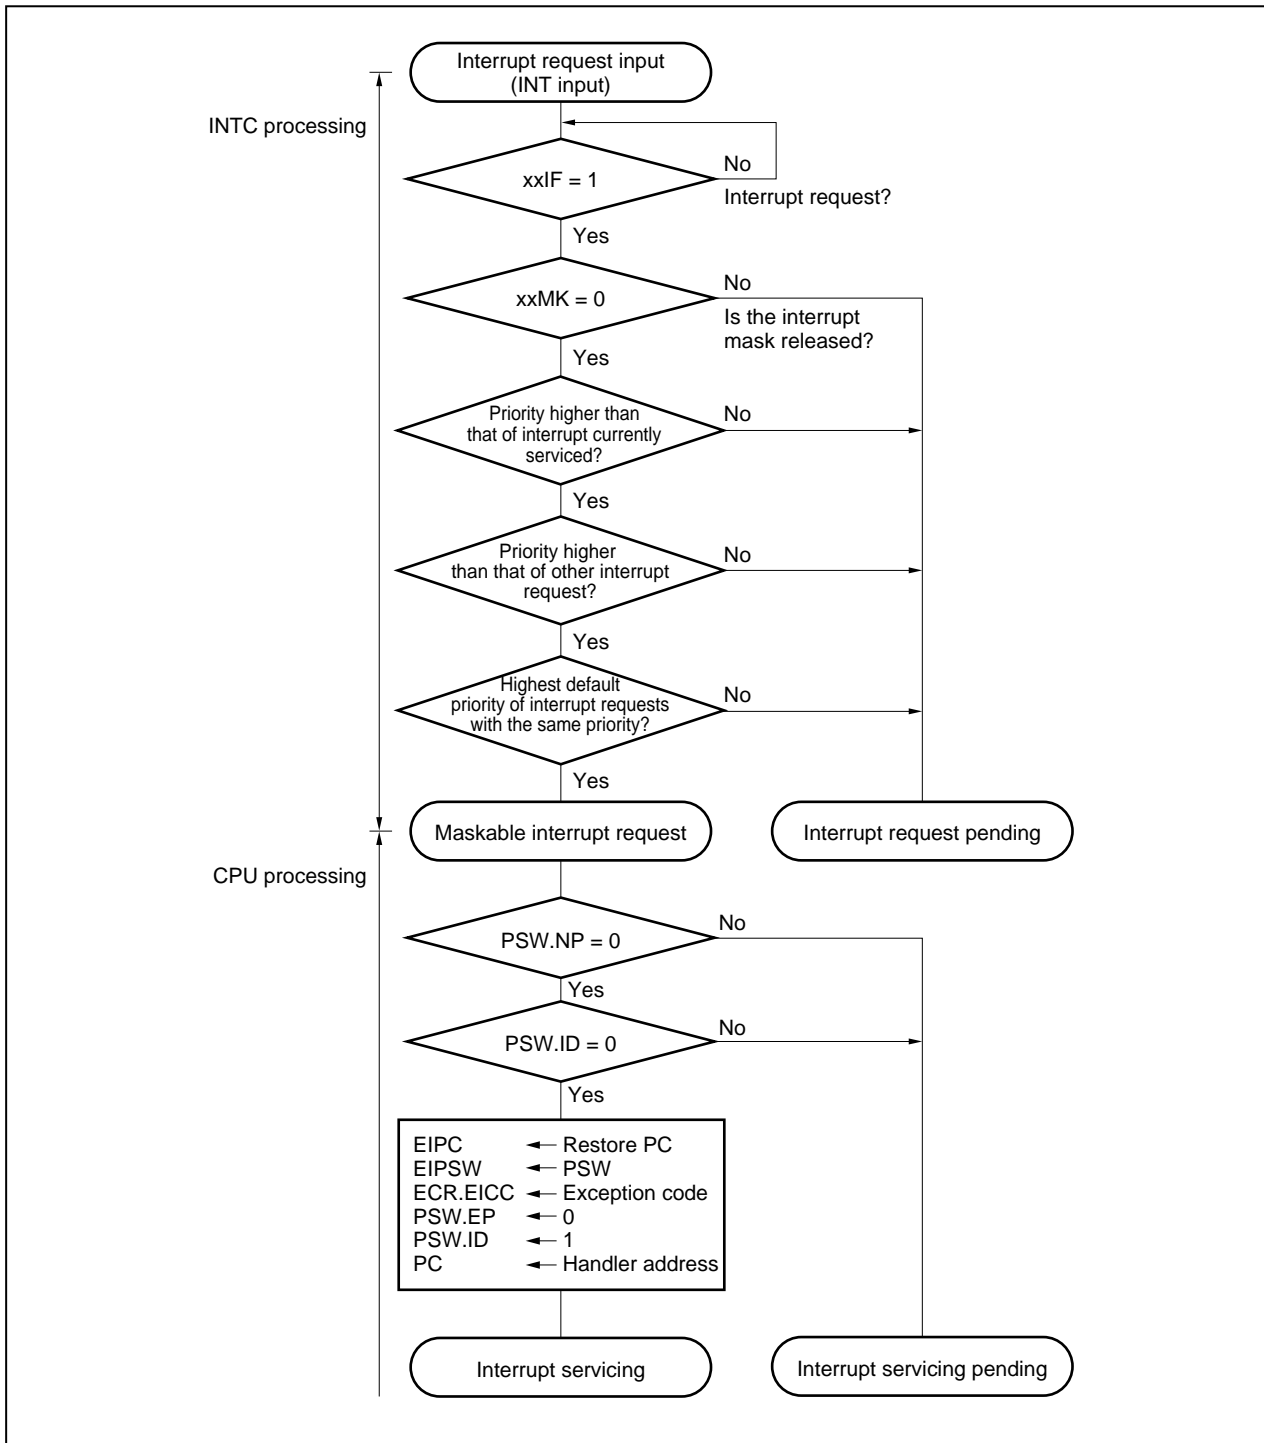 Interrupt request input
(INT input)
INTC processing
xxIF = 1
No
Interrupt request?
Yes
xxMK = 0
No
Is the interrupt
mask released?
Yes
Priority higher than
that of interrupt currently
serviced?
No
Yes
Priority higher
than that of other interrupt
request?
No
Yes
Highest default
priority of interrupt requests
with the same priority?
No
Yes
Maskable interrupt request
Interrupt request pending
CPU processing
PSW.NP = 0
No
Yes
PSW.ID = 0
No
Yes
EIPC ← Restore PC
EIPSW ← PSW
ECR.EICC ← Exception code
PSW.EP ← 0
PSW.ID ← 1
PC ← Handler address
Interrupt servicing
Interrupt servicing pending